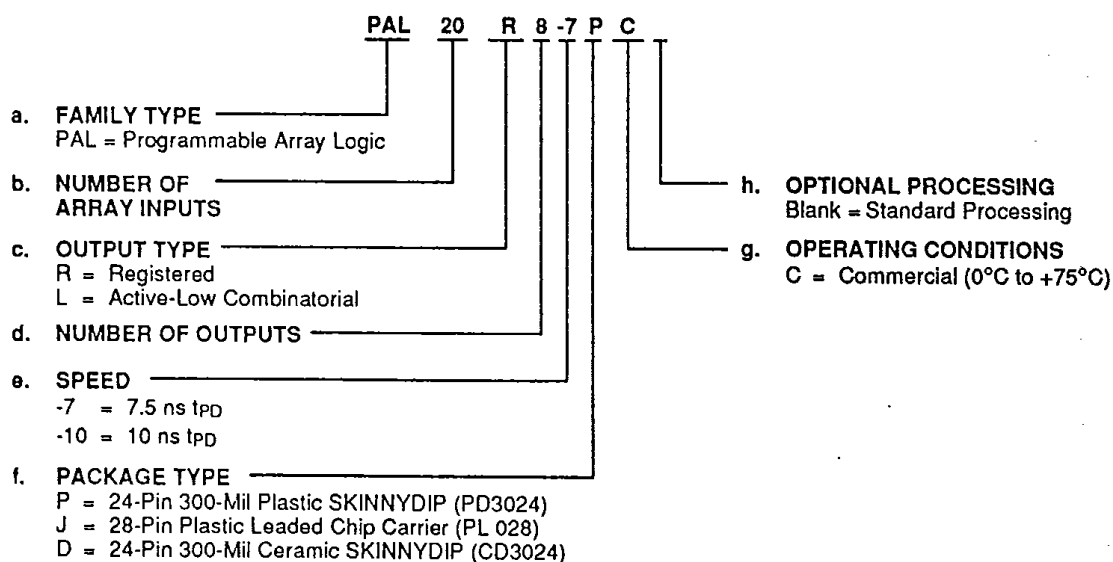 PAL 20 R 8 -7 P C
a. FAMILY TYPE
PAL = Programmable Array Logic
b. NUMBER OF
ARRAY INPUTS
c. OUTPUT TYPE
R = Registered
L = Active-Low Combinatorial
d. NUMBER OF OUTPUTS
e. SPEED
-7 = 7.5 ns tPD
-10 = 10 ns tPD
f. PACKAGE TYPE
P = 24-Pin 300-Mil Plastic SKINNYDIP (PD3024)
J = 28-Pin Plastic Leaded Chip Carrier (PL 028)
D = 24-Pin 300-Mil Ceramic SKINNYDIP (CD3024)
h. OPTIONAL PROCESSING
Blank = Standard Processing
g. OPERATING CONDITIONS
C = Commercial (0°C to +75°C)